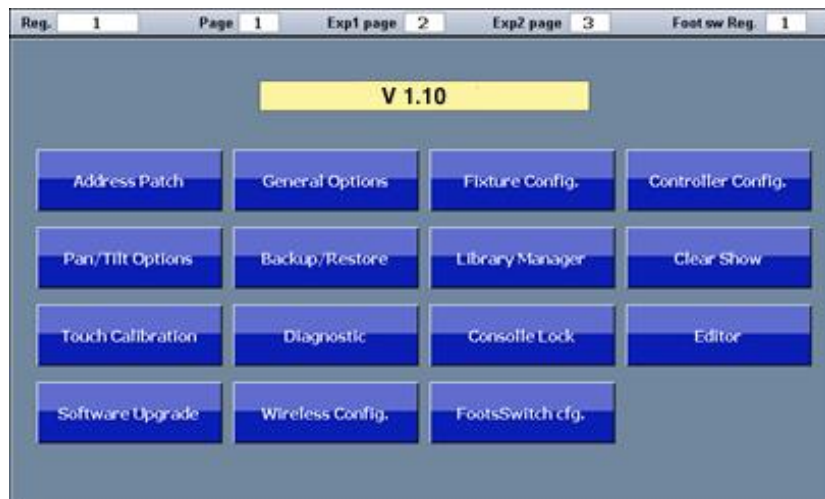 Reg. 1 Page 1 Exp1 page 2 Exp2 page 3 Foot sw Reg. 1
V 1.10
Address Patch General Options Fixture Config. Controller Config.
Pan/Tilt Options Backup/Restore Library Manager Clear Show
Touch Calibration Diagnostic Consolle Lock Editor
Software Upgrade Wireless Config. FootsSwitch cfg.